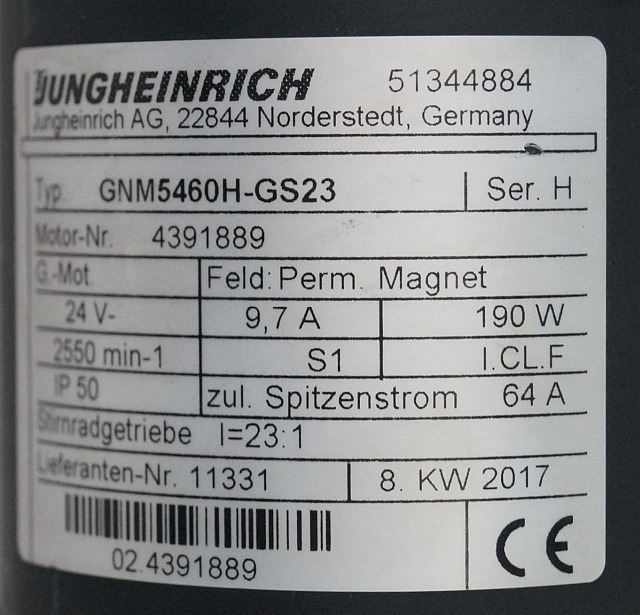 JUNGHEINRICH 51344884
Jungheinrich AG, 22844 Norderstedt, Germany
Typ GNM5460H-GS23 Ser. H
Motor-Nr. 4391889
G.-Mot. Feld: Perm. Magnet
24 V- 9,7 A 190 W
2550 min-1 S1 I.CL.F
IP 50 zul. Spitzenstrom 64 A
Stirnradgetriebe I=23:1
Lieferanten-Nr. 11331 8. KW 2017
02.4391889
CE